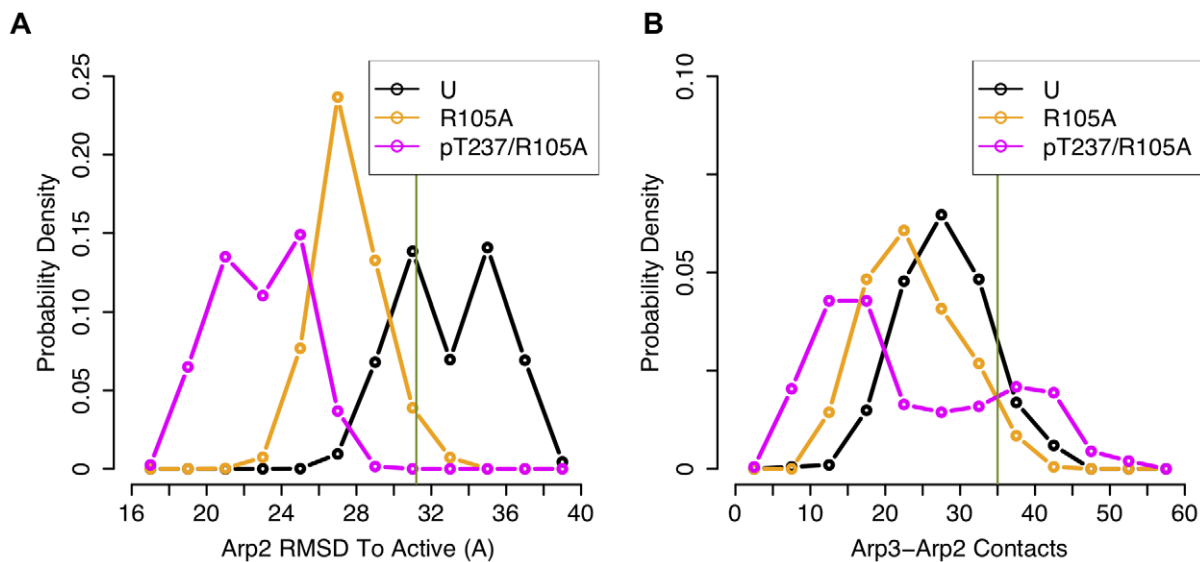 A
Probability Density
0.25
0.20
0.15
0.10
0.05
0
U
R105A
pT237/R105A
16 20 24 28 32 36 40
Arp2 RMSD To Active (A)
B
Probability Density
0.10
0.05
0
U
R105A
pT237/R105A
0 10 20 30 40 50 60
Arp3−Arp2 Contacts